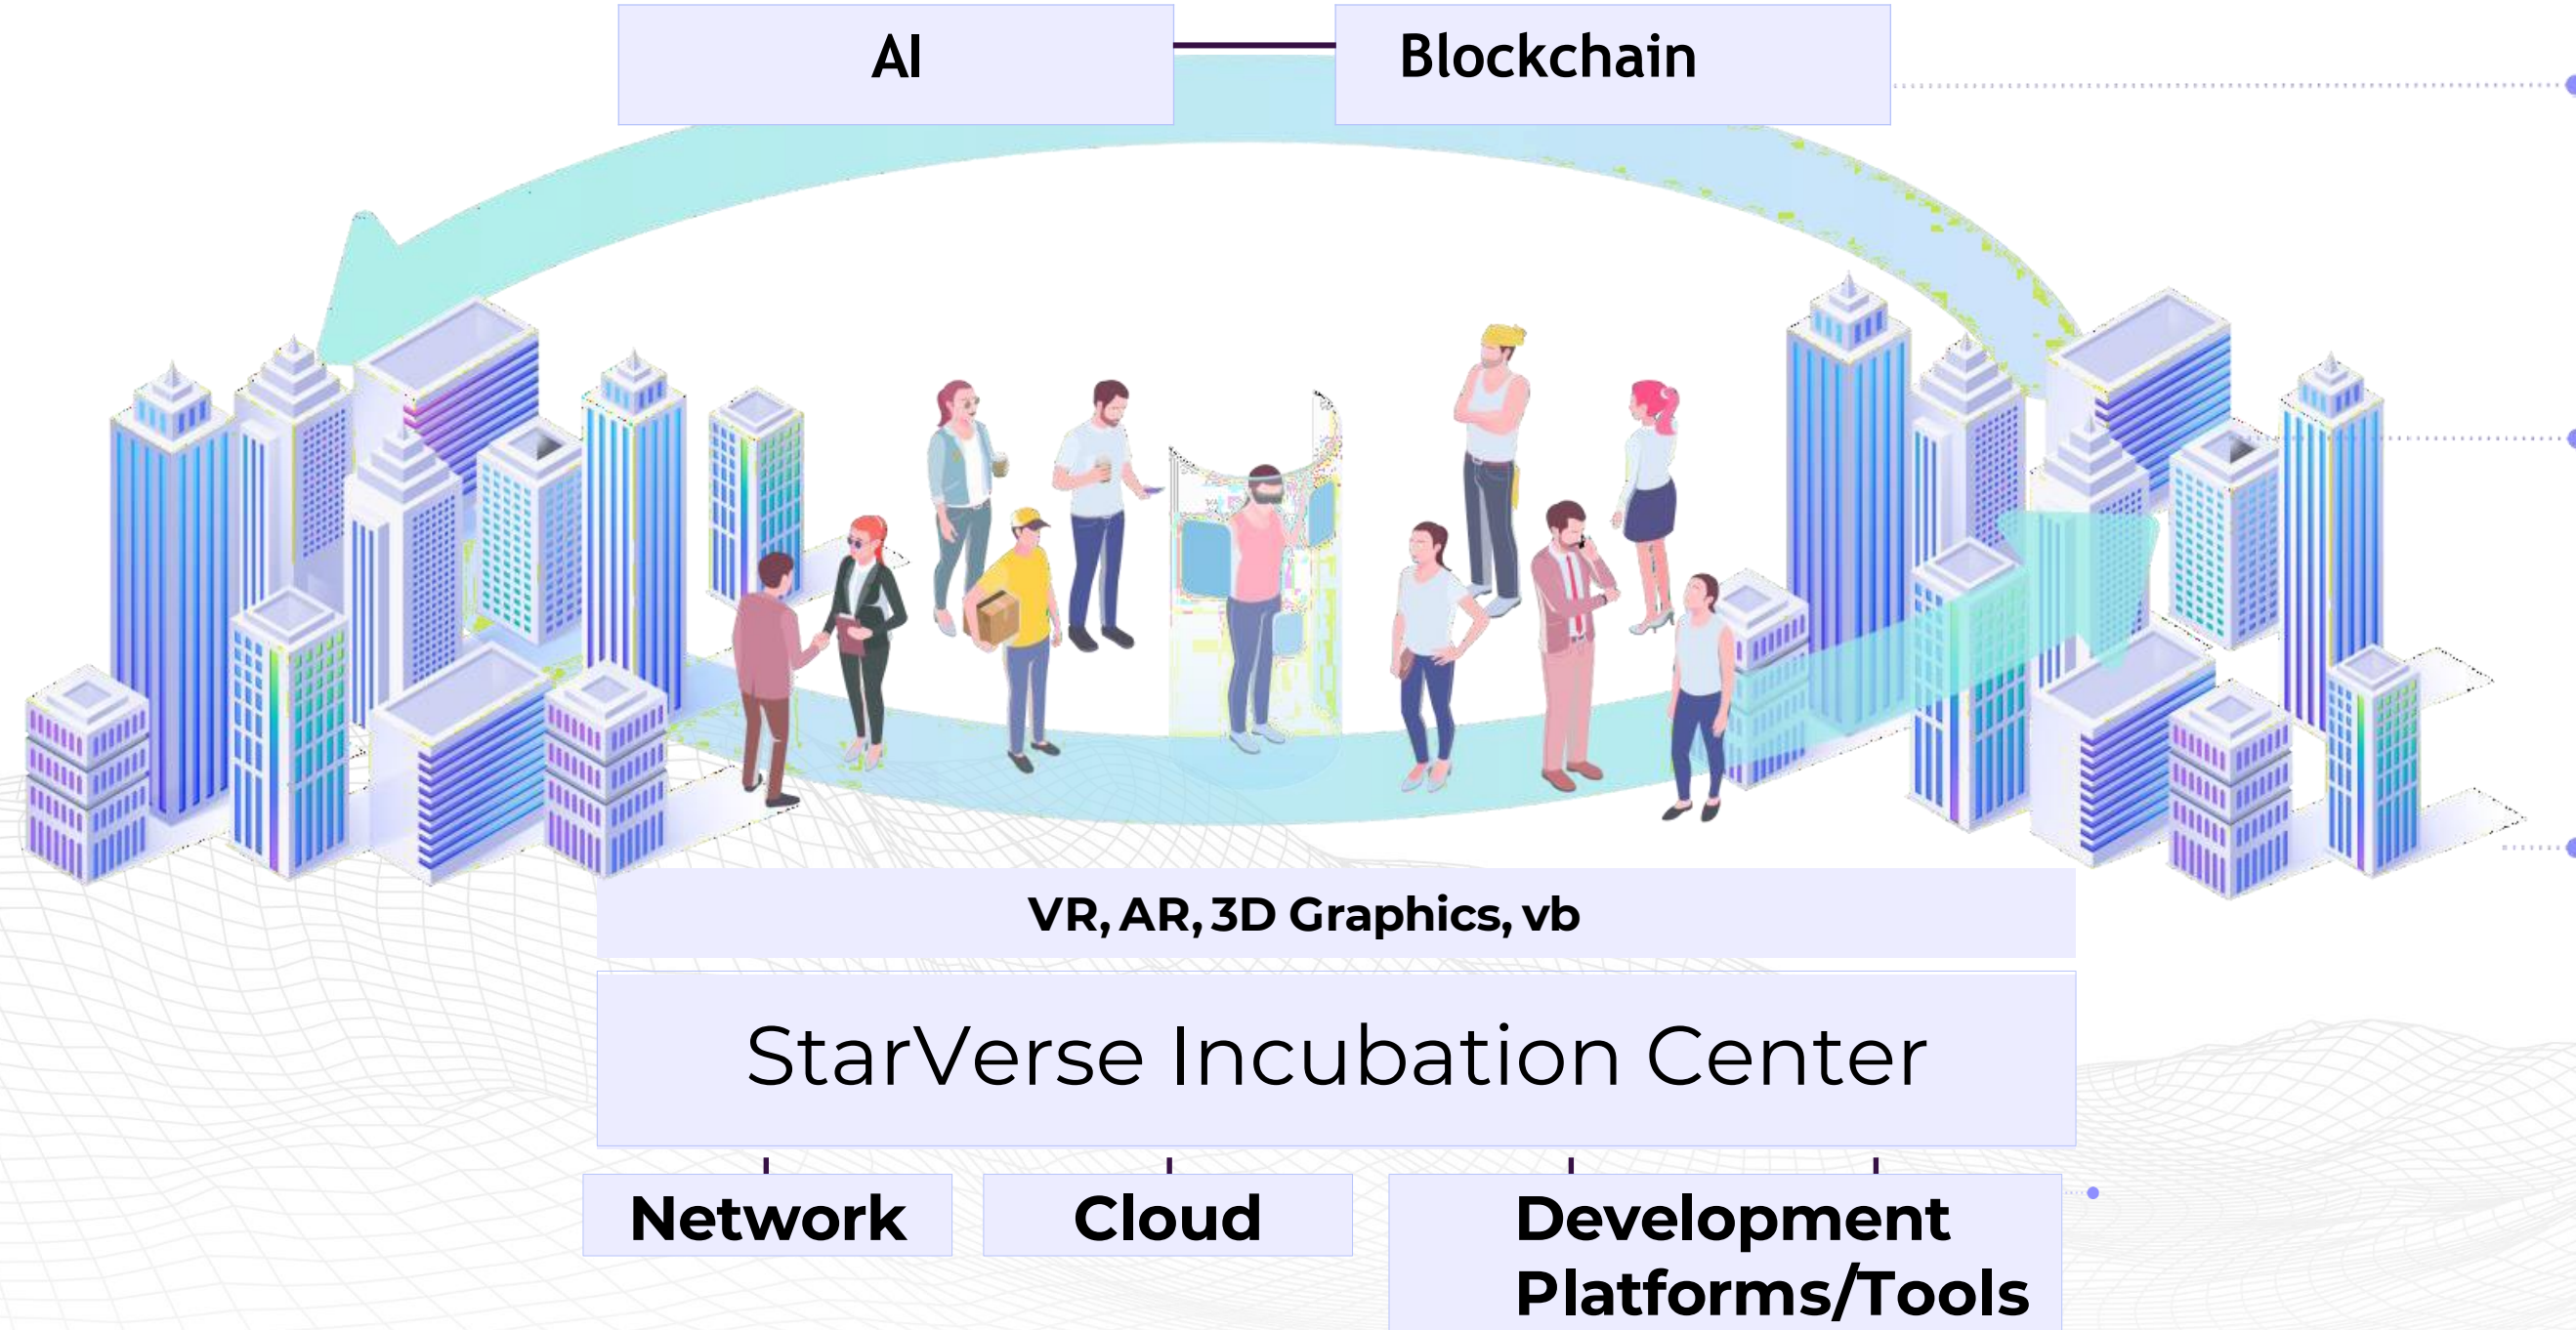 AI
Blockchain
VR, AR, 3D Graphics, vb
StarVerse Incubation Center
Network
Cloud
Development
Platforms/Tools